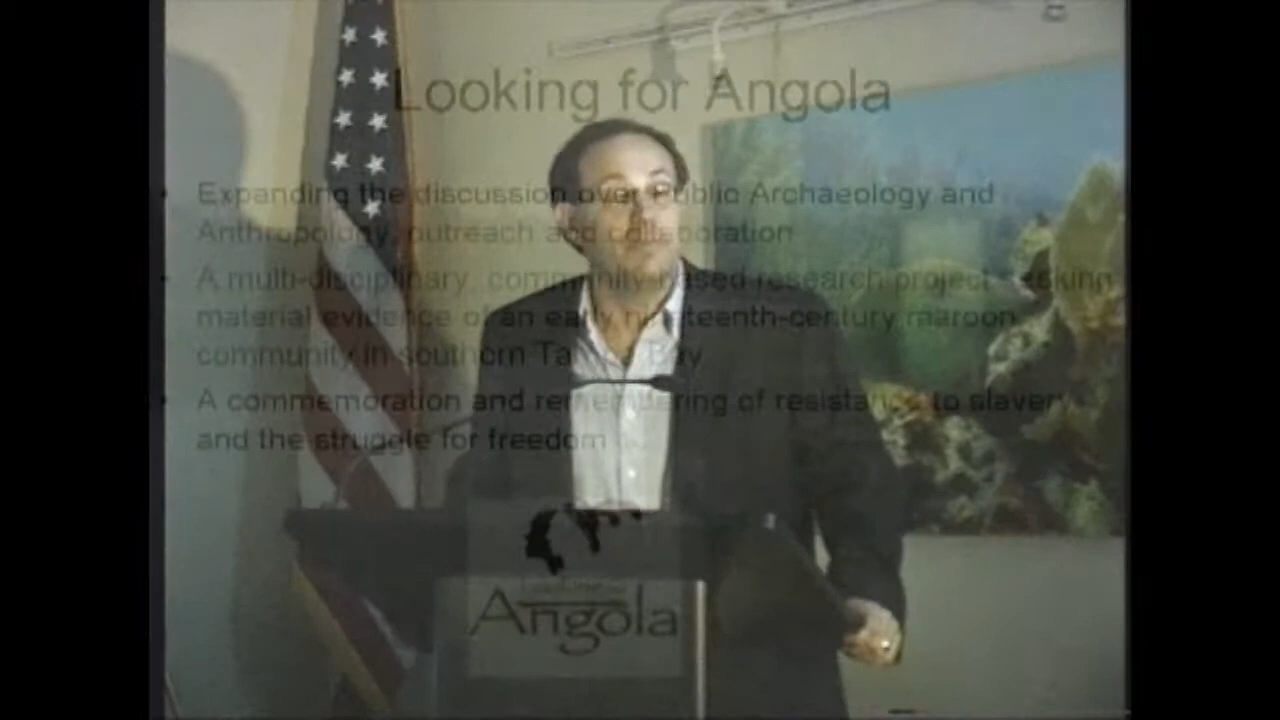 Looking for Angola
• Expanding the discussion over Public Archaeology and
Anthropology, outreach and collaboration
• A multi-disciplinary, community-based research project seeking
material evidence of an early nineteenth-century maroon
community in southern Tampa Bay
• A commemoration and remembering of resistance to slavery
and the struggle for freedom
Angola